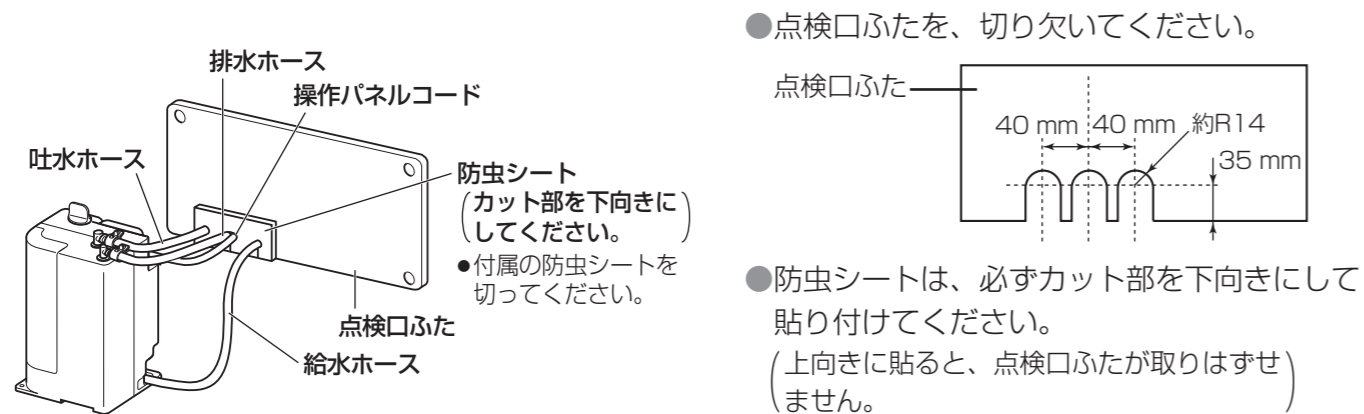 排水ホース
操作パネルコード
吐水ホース
防虫シート
(カット部を下向きに
してください。)
●付属の防虫シートを
切ってください。
点検口ふた
給水ホース
●点検口ふたを、切り欠いてください。
点検口ふた
40 mm 40 mm 約R14
35 mm
●防虫シートは、必ずカット部を下向きにして
貼り付けてください。
(上向きに貼ると、点検口ふたが取りはずせ
ません。)